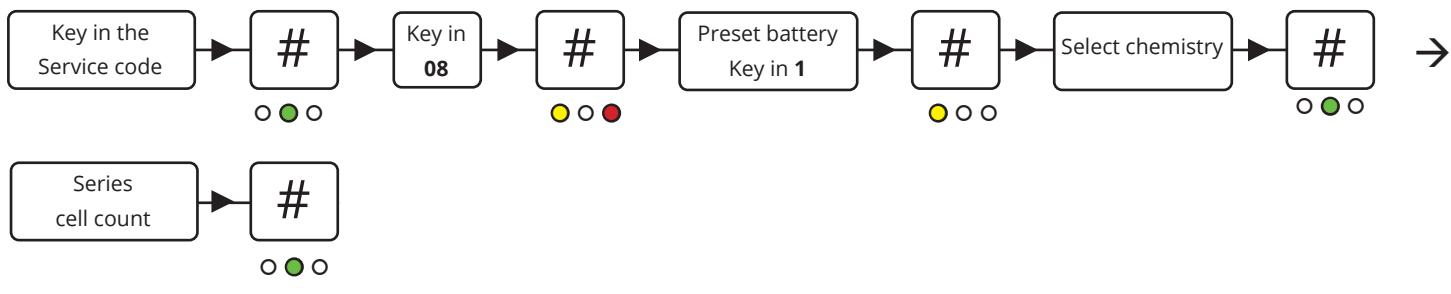 Key in the
Service code
#
Key in
08
#
Preset battery
Key in 1
#
Select chemistry
#
Series
cell count
#